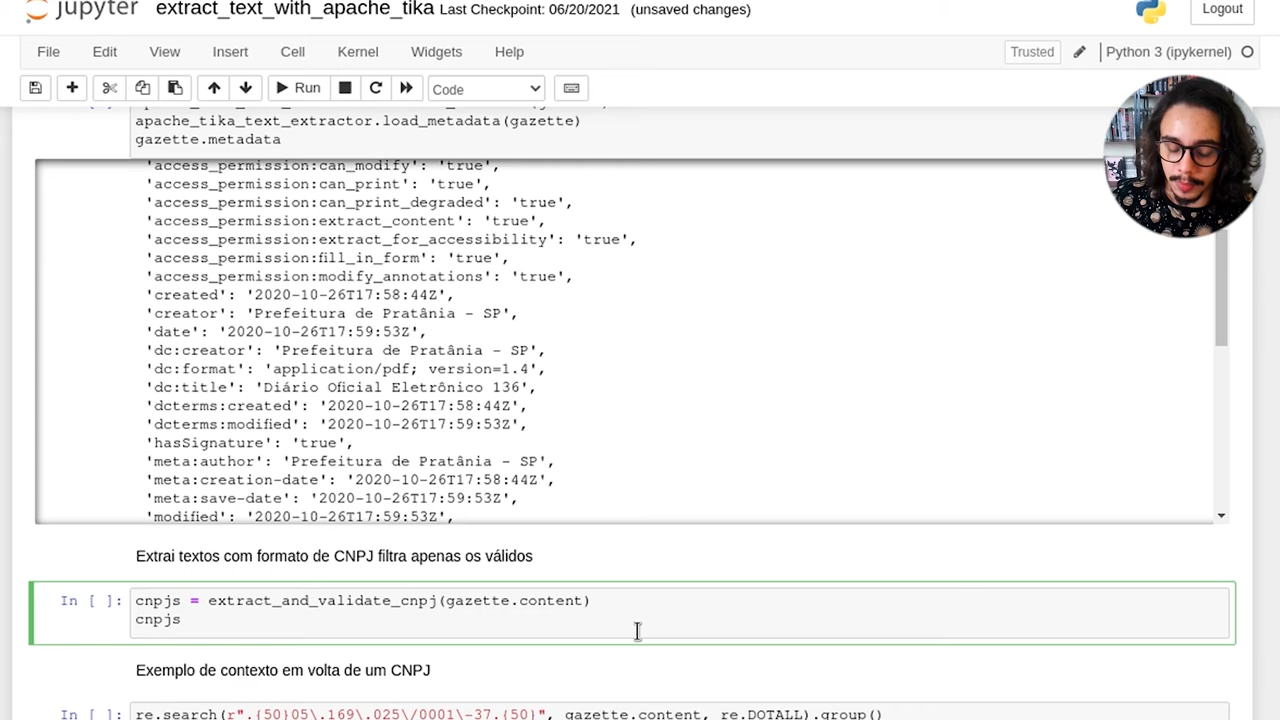 jupyter extract_text_with_apache_tika Last Checkpoint: 06/20/2021 (unsaved changes) Logout
File Edit View Insert Cell Kernel Widgets Help Trusted Python 3 (ipykernel)
Run Code
apache_tika_text_extractor.load_metadata(gazette)
gazette.metadata
'access_permission:can_modify': 'true',
'access_permission:can_print': 'true',
'access_permission:can_print_degraded': 'true',
'access_permission:extract_content': 'true',
'access_permission:extract_for_accessibility': 'true',
'access_permission:fill_in_form': 'true',
'access_permission:modify_annotations': 'true',
'created': '2020-10-26T17:58:44Z',
'creator': 'Prefeitura de Pratânia - SP',
'date': '2020-10-26T17:59:53Z',
'dc:creator': 'Prefeitura de Pratânia - SP',
'dc:format': 'application/pdf; version=1.4',
'dc:title': 'Diário Oficial Eletrônico 136',
'dcterms:created': '2020-10-26T17:58:44Z',
'dcterms:modified': '2020-10-26T17:59:53Z',
'hasSignature': 'true',
'meta:author': 'Prefeitura de Pratânia - SP',
'meta:creation-date': '2020-10-26T17:58:44Z',
'meta:save-date': '2020-10-26T17:59:53Z',
'modified': '2020-10-26T17:59:53Z',
Extrai textos com formato de CNPJ filtra apenas os válidos
In [ ]: cnpjs = extract_and_validate_cnpj(gazette.content)
cnpjs
Exemplo de contexto em volta de um CNPJ
In [ ]: re.search(r".{50}05\.169\.025\/0001\-37.{50}", gazette.content, re.DOTALL).group()